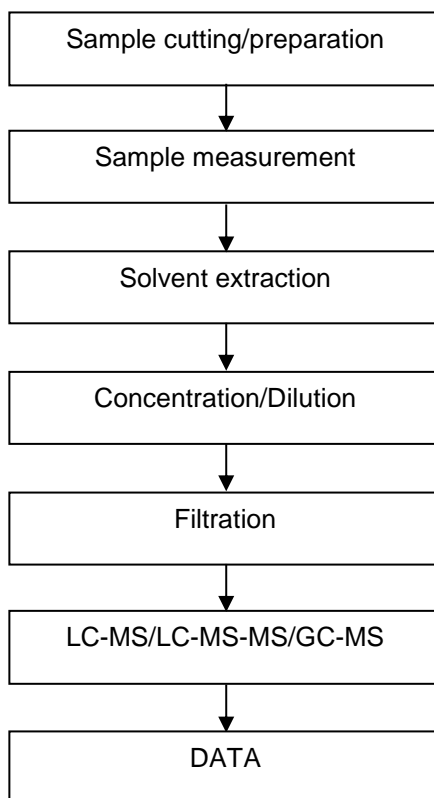 Sample cutting/preparation
Sample measurement
Solvent extraction
Concentration/Dilution
Filtration
LC-MS/LC-MS-MS/GC-MS
DATA